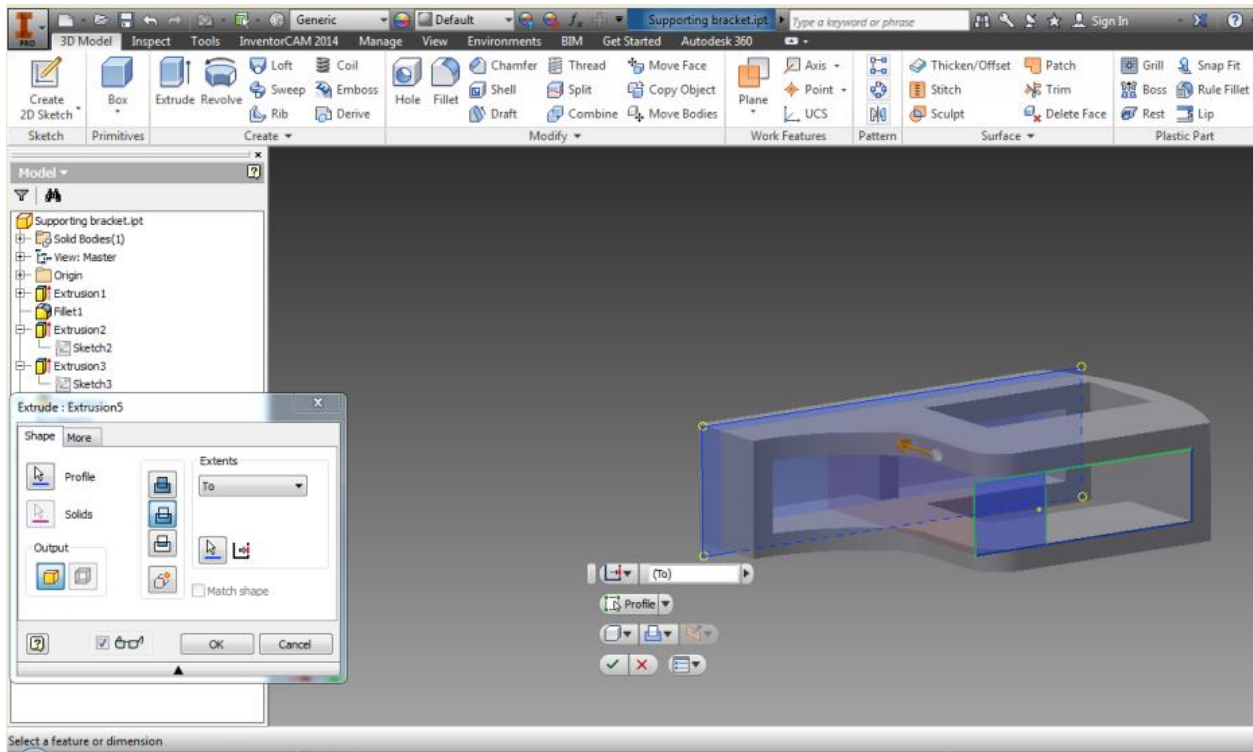 Generic Default Supporting bracket.ipt Type a keyword or phrase Sign In
PRO 3D Model Inspect Tools InventorCAM 2014 Manage View Environments BIM Get Started Autodesk 360
Loft Coil Chamfer Thread Move Face Axis Thicken/Offset Patch Grill Snap Fit
Create 2D Sketch Box Extrude Revolve Sweep Emboss Hole Fillet Shell Split Copy Object Plane Point Stitch Trim Boss Rule Fillet
Rib Derive Draft Combine Move Bodies UCS Sculpt Delete Face Rest Lip
Sketch Primitives Create Modify Work Features Pattern Surface Plastic Part
Model
Supporting bracket.ipt
Solid Bodies(1)
View: Master
Origin
Extrusion1
Fillet1
Extrusion2
Sketch2
Extrusion3
Sketch3
Extrude : Extrusion5
Shape More
Extents
Profile
To
Solids
Output
Match shape
OK Cancel
(To)
Profile
Select a feature or dimension